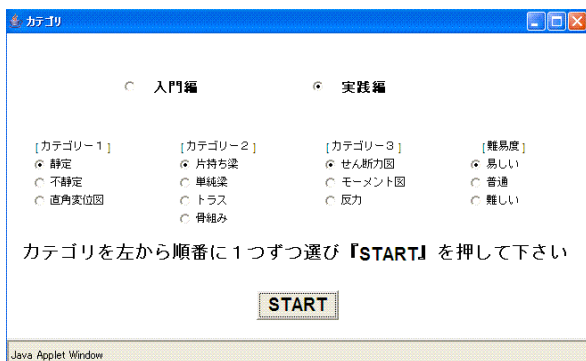 カテゴリ
入門編 実践編
[カテゴリー１] [カテゴリー２] [カテゴリー３] [難易度]
静定 片持ち梁 せん断力図 易しい
不静定 単純梁 モーメント図 普通
直角変位図 トラス 反力 難しい
骨組み
カテゴリを左から順番に１つずつ選び『START』を押して下さい
START
Java Applet Window